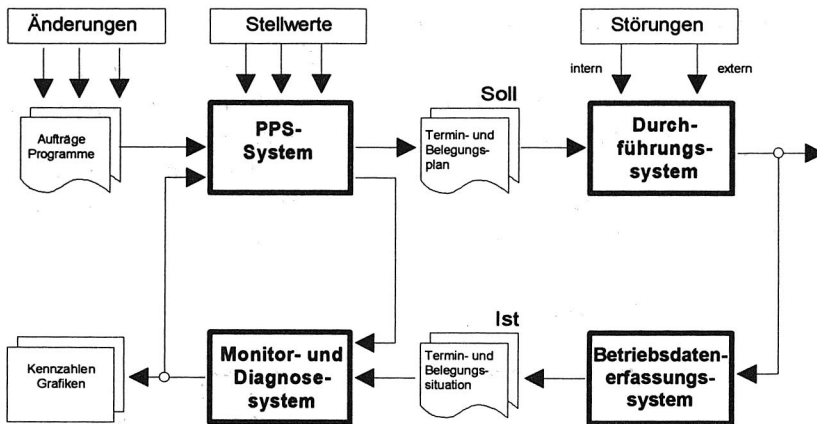 Änderungen
Stellwerte
Störungen
intern
extern
Aufträge
Programme
PPS-
System
Soll
Termin- und
Belegungs-
plan
Durch-
führungs-
system
Kennzahlen
Grafiken
Monitor- und
Diagnose-
system
Ist
Termin- und
Belegungs-
situation
Betriebsdaten-
erfassungs-
system